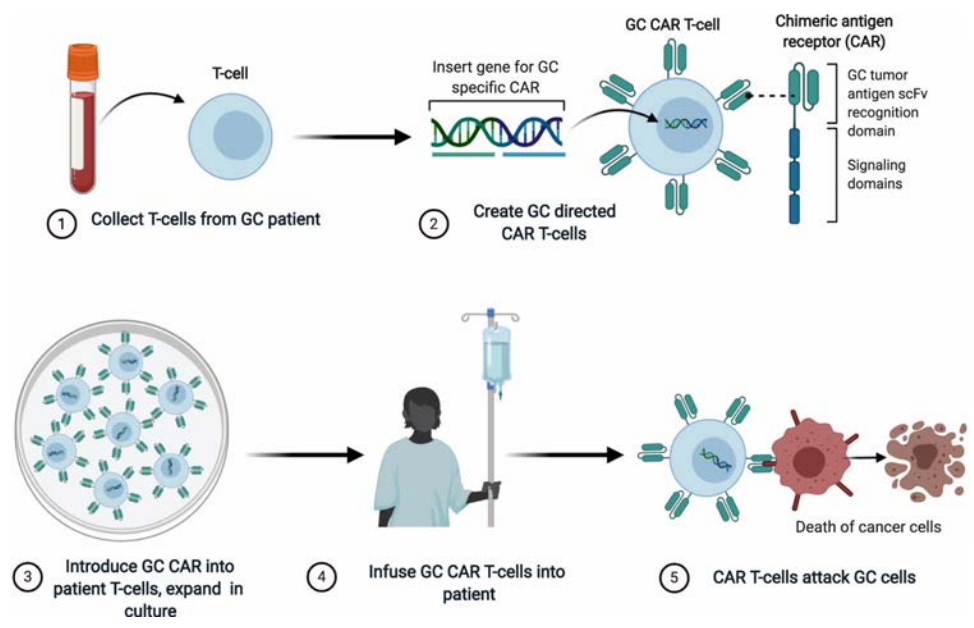 T-cell
1
Collect T-cells from GC patient
Insert gene for GC
specific CAR
GC CAR T-cell
Chimeric antigen
receptor (CAR)
GC tumor
antigen scFv
recognition
domain
Signaling
domains
2
Create GC directed
CAR T-cells
3
Introduce GC CAR into
patient T-cells, expand in
culture
4
Infuse GC CAR T-cells into
patient
Death of cancer cells
5
CAR T-cells attack GC cells